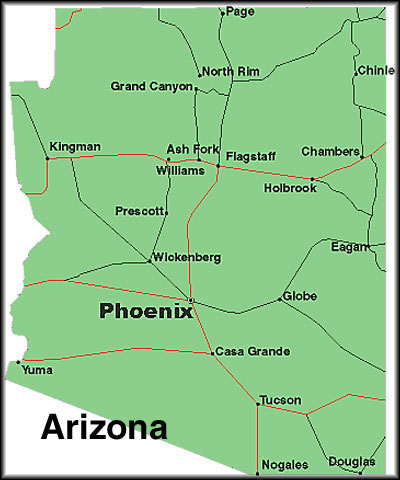 Page
North Rim
Chinle
Grand Canyon
Kingman
Ash Fork
Flagstaff
Chambers
Williams
Holbrook
Prescott
Eagan
Wickenberg
Globe
Phoenix
Casa Grande
Yuma
Tucson
Arizona
Nogales
Douglas